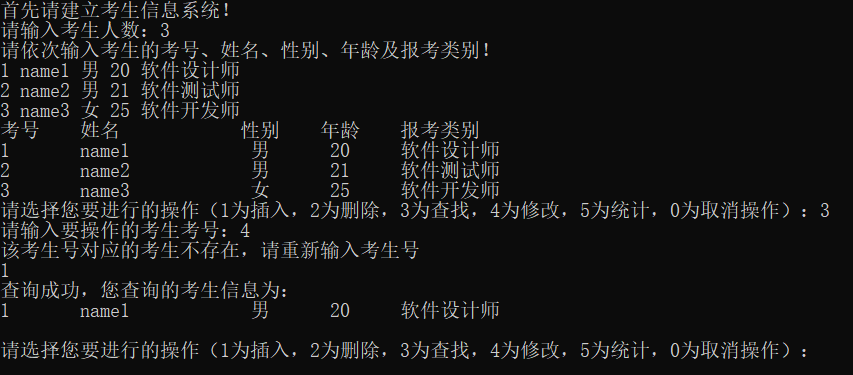 首先请建立考生信息系统！
请输入考生人数：3
请依次输入考生的考号、姓名、性别、年龄及报考类别！
1 name1 男 20 软件设计师
2 name2 男 21 软件测试师
3 name3 女 25 软件开发师
考号 姓名 性别 年龄 报考类别
1 name1 男 20 软件设计师
2 name2 男 21 软件测试师
3 name3 女 25 软件开发师
请选择您要进行的操作（1为插入，2为删除，3为查找，4为修改，5为统计，0为取消操作）：3
请输入要操作的考生考号：4
该考生号对应的考生不存在，请重新输入考生号
1
查询成功，您查询的考生信息为：
1 name1 男 20 软件设计师
请选择您要进行的操作（1为插入，2为删除，3为查找，4为修改，5为统计，0为取消操作）：